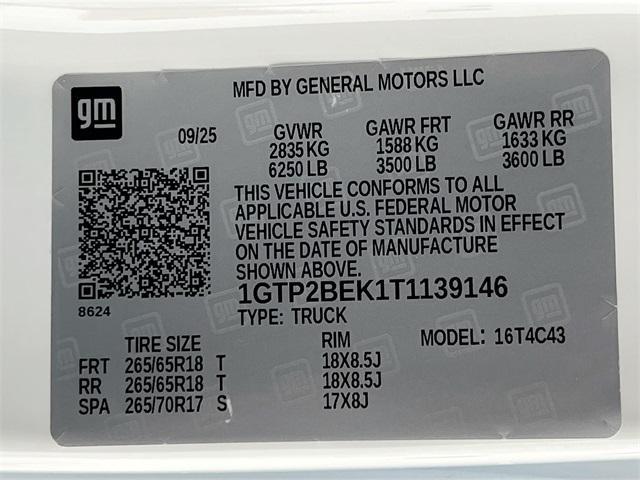 MFD BY GENERAL MOTORS LLC
gm
09/25
GVWR GAWR FRT GAWR RR
2835 KG 1588 KG 1633 KG
6250 LB 3500 LB 3600 LB
THIS VEHICLE CONFORMS TO ALL
APPLICABLE U.S. FEDERAL MOTOR
VEHICLE SAFETY STANDARDS IN EFFECT
ON THE DATE OF MANUFACTURE
SHOWN ABOVE.
8624
1GTP2BEK1T1139146
TYPE: TRUCK
TIRE SIZE RIM MODEL: 16T4C43
FRT 265/65R18 T 18X8.5J
RR 265/65R18 T 18X8.5J
SPA 265/70R17 S 17X8J